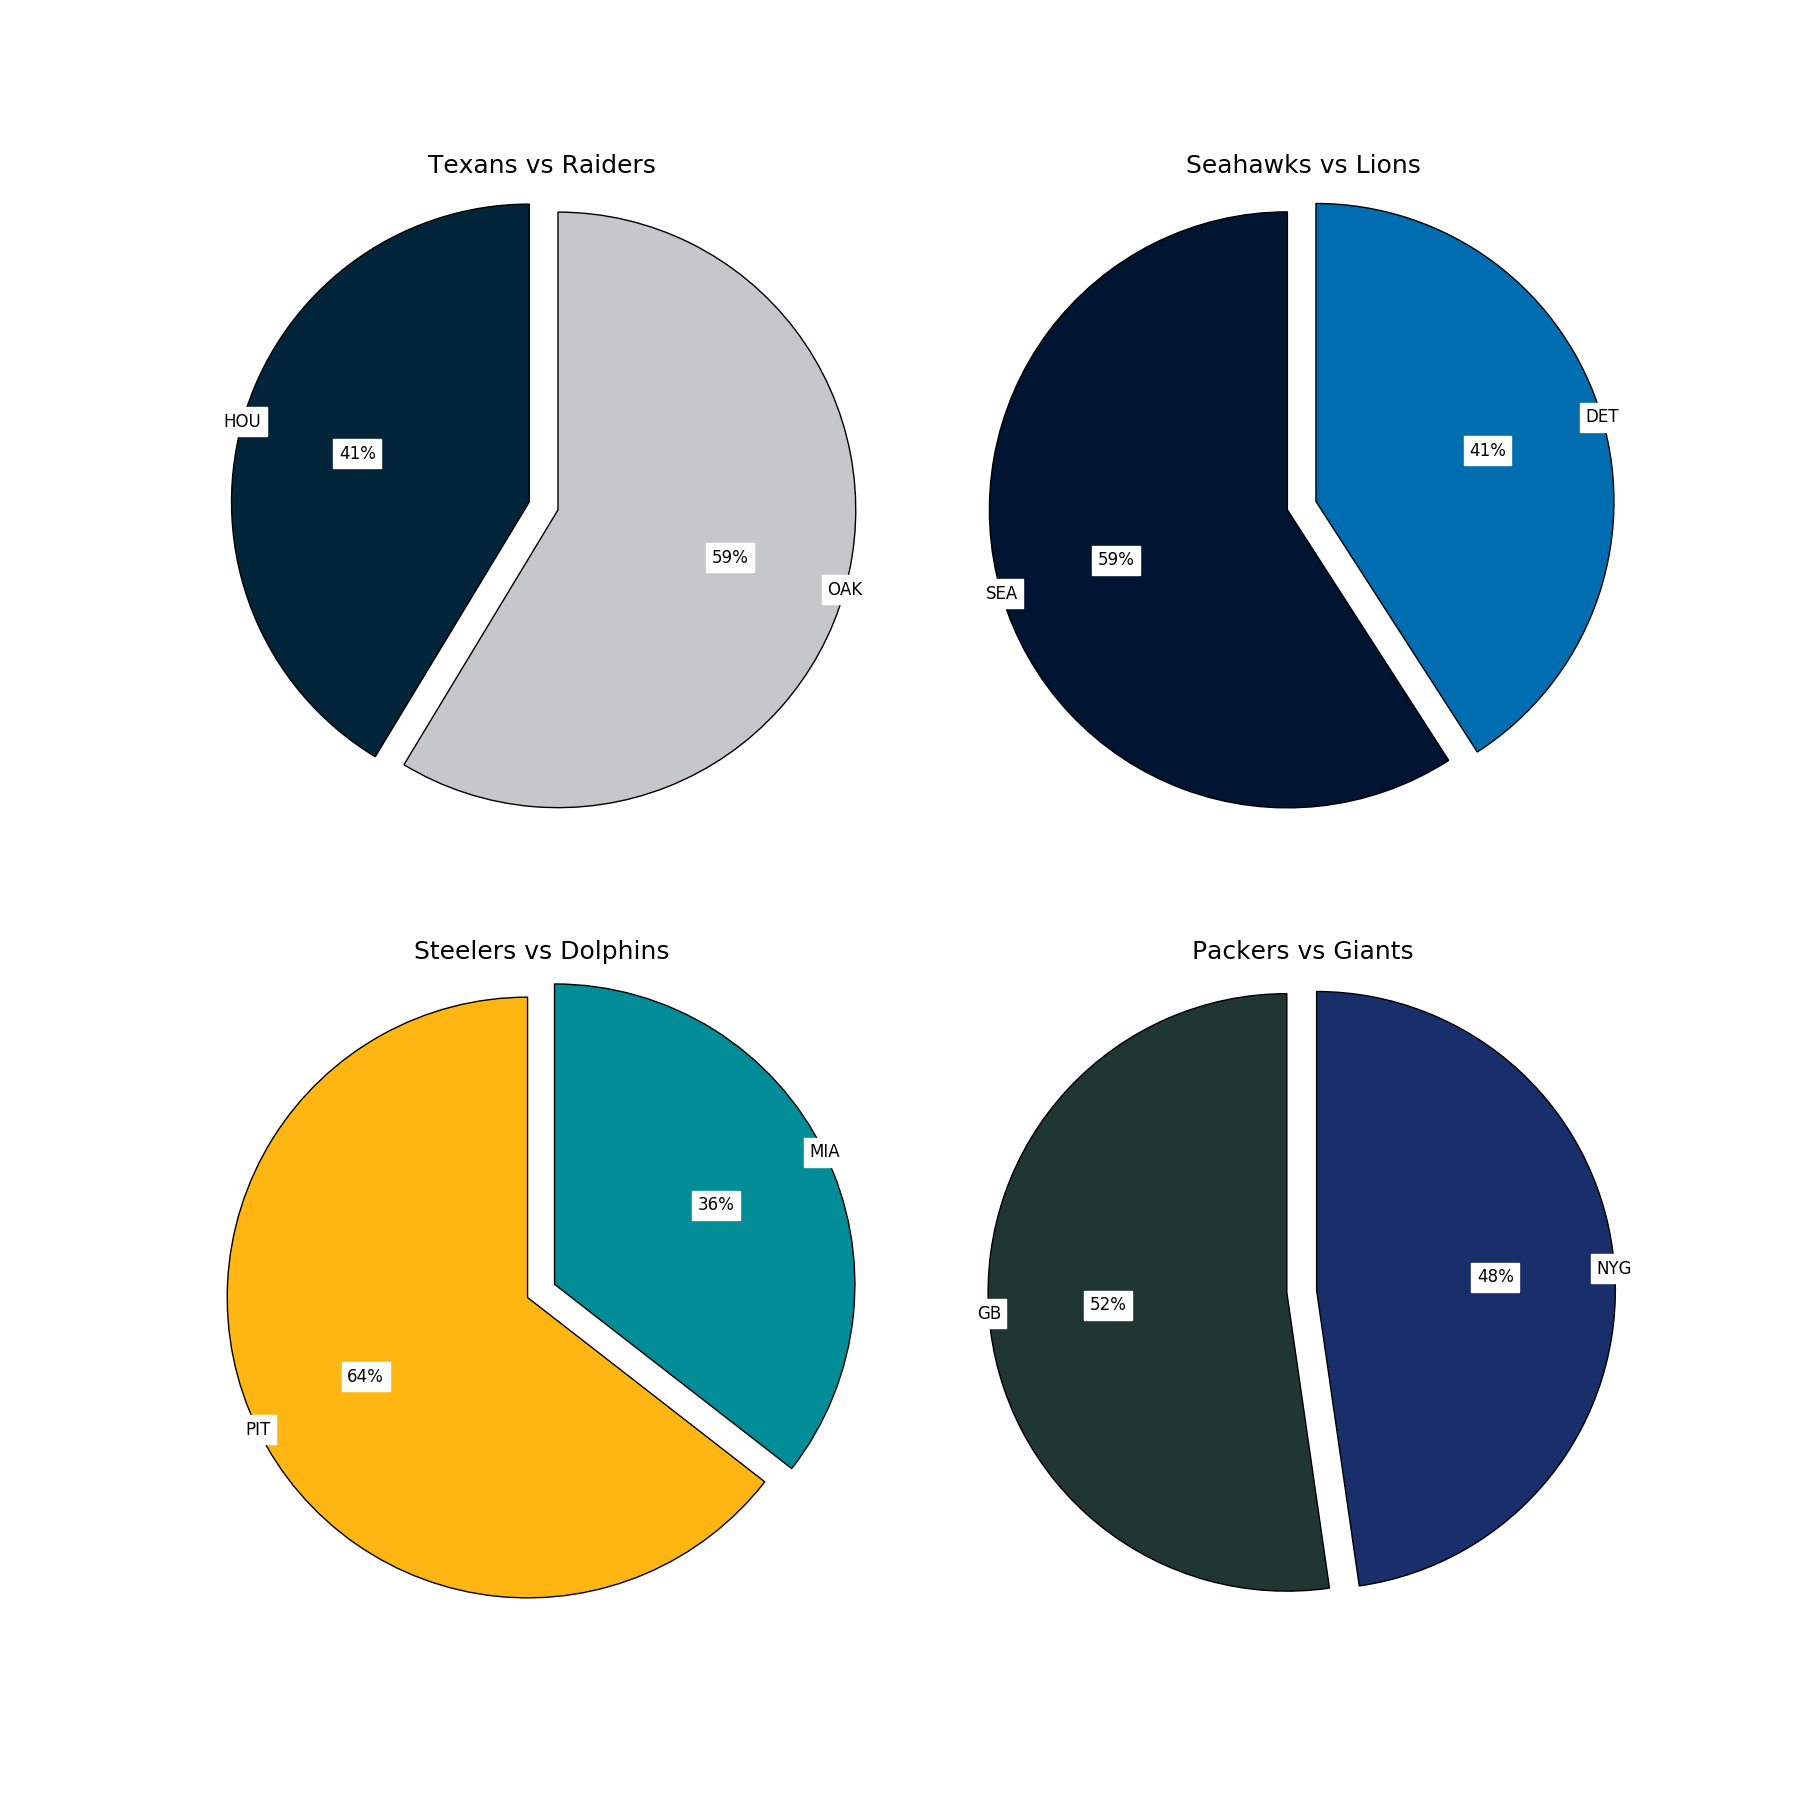 Texans vs Raiders
HOU
41%
59%
OAK
Seahawks vs Lions
DET
41%
59%
SEA
Steelers vs Dolphins
MIA
36%
64%
PIT
Packers vs Giants
NYG
48%
52%
GB